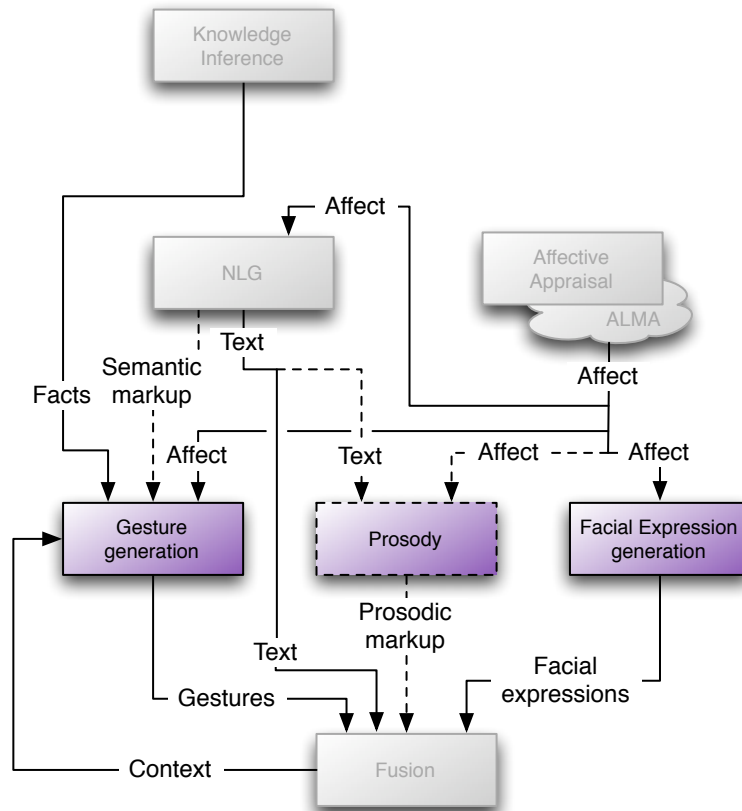 Knowledge
Inference
Affect
NLG
Affective
Appraisal
ALMA
Text
Semantic
markup
Affect
Facts
Affect
Text
Affect
Affect
Gesture
generation
Prosody
Facial Expression
generation
Prosodic
markup
Text
Facial
expressions
Gestures
Context
Fusion